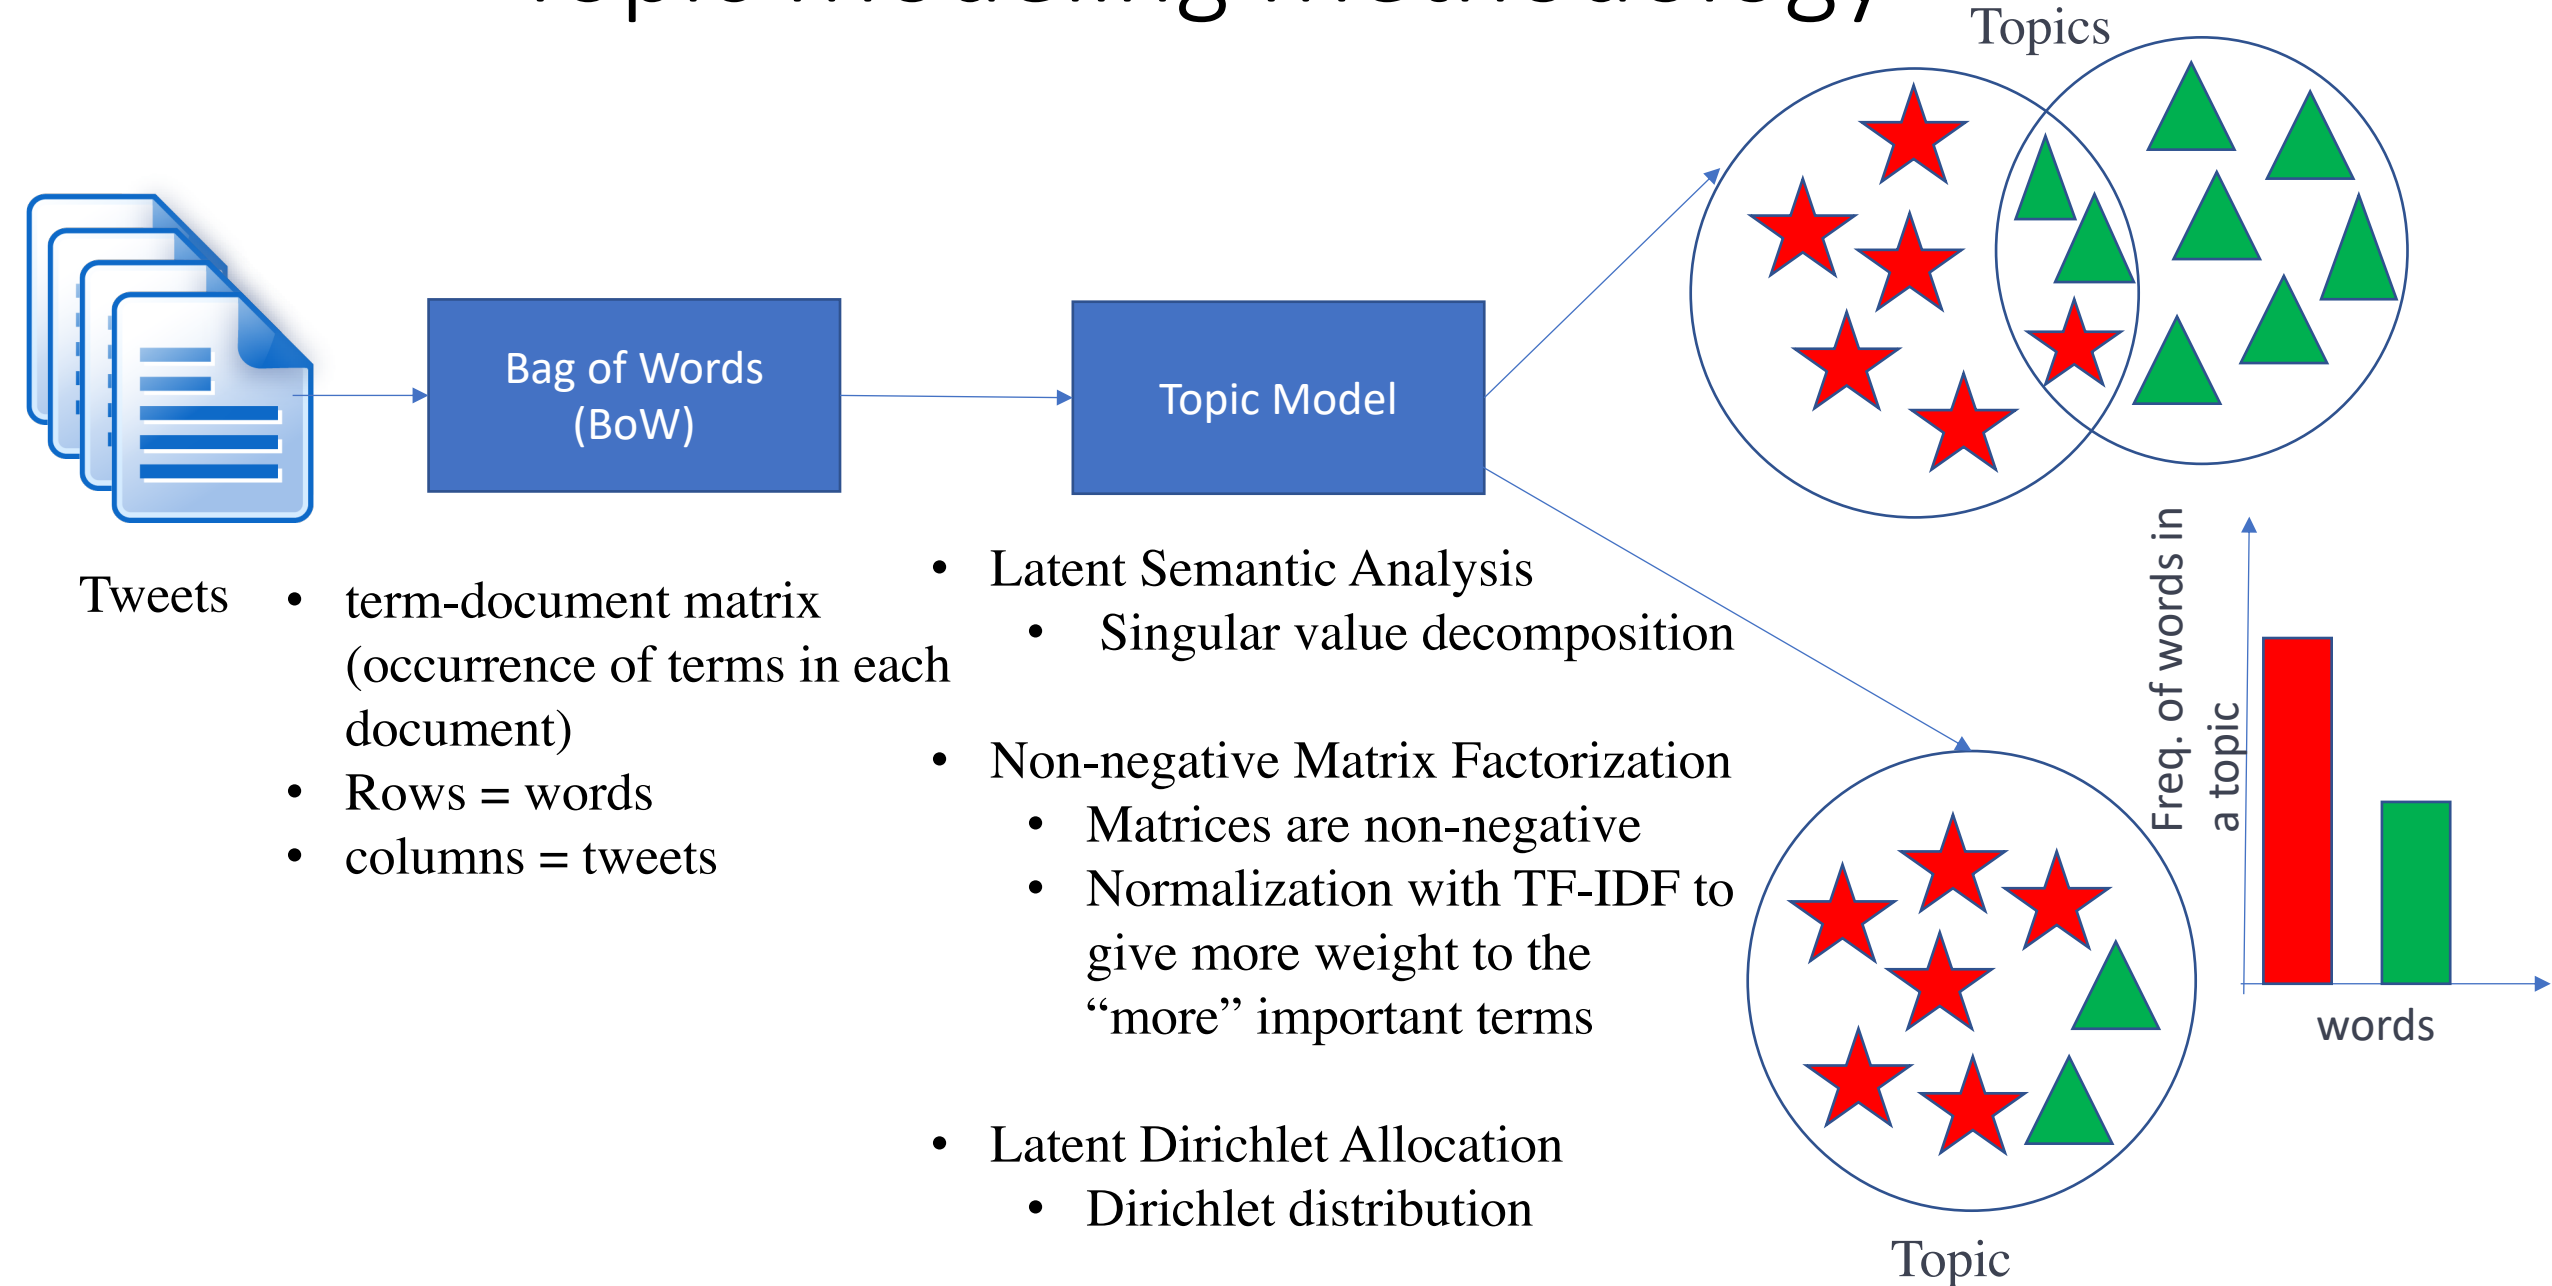 Topic Modeling Methodology
Topics
Bag of Words
(BoW)
Topic Model
Tweets
• term-document matrix
(occurrence of terms in each
document)
• Rows = words
• columns = tweets
• Latent Semantic Analysis
• Singular value decomposition
• Non-negative Matrix Factorization
• Matrices are non-negative
• Normalization with TF-IDF to
give more weight to the
“more” important terms
• Latent Dirichlet Allocation
• Dirichlet distribution
Freq. of words in
a topic
words
Topic